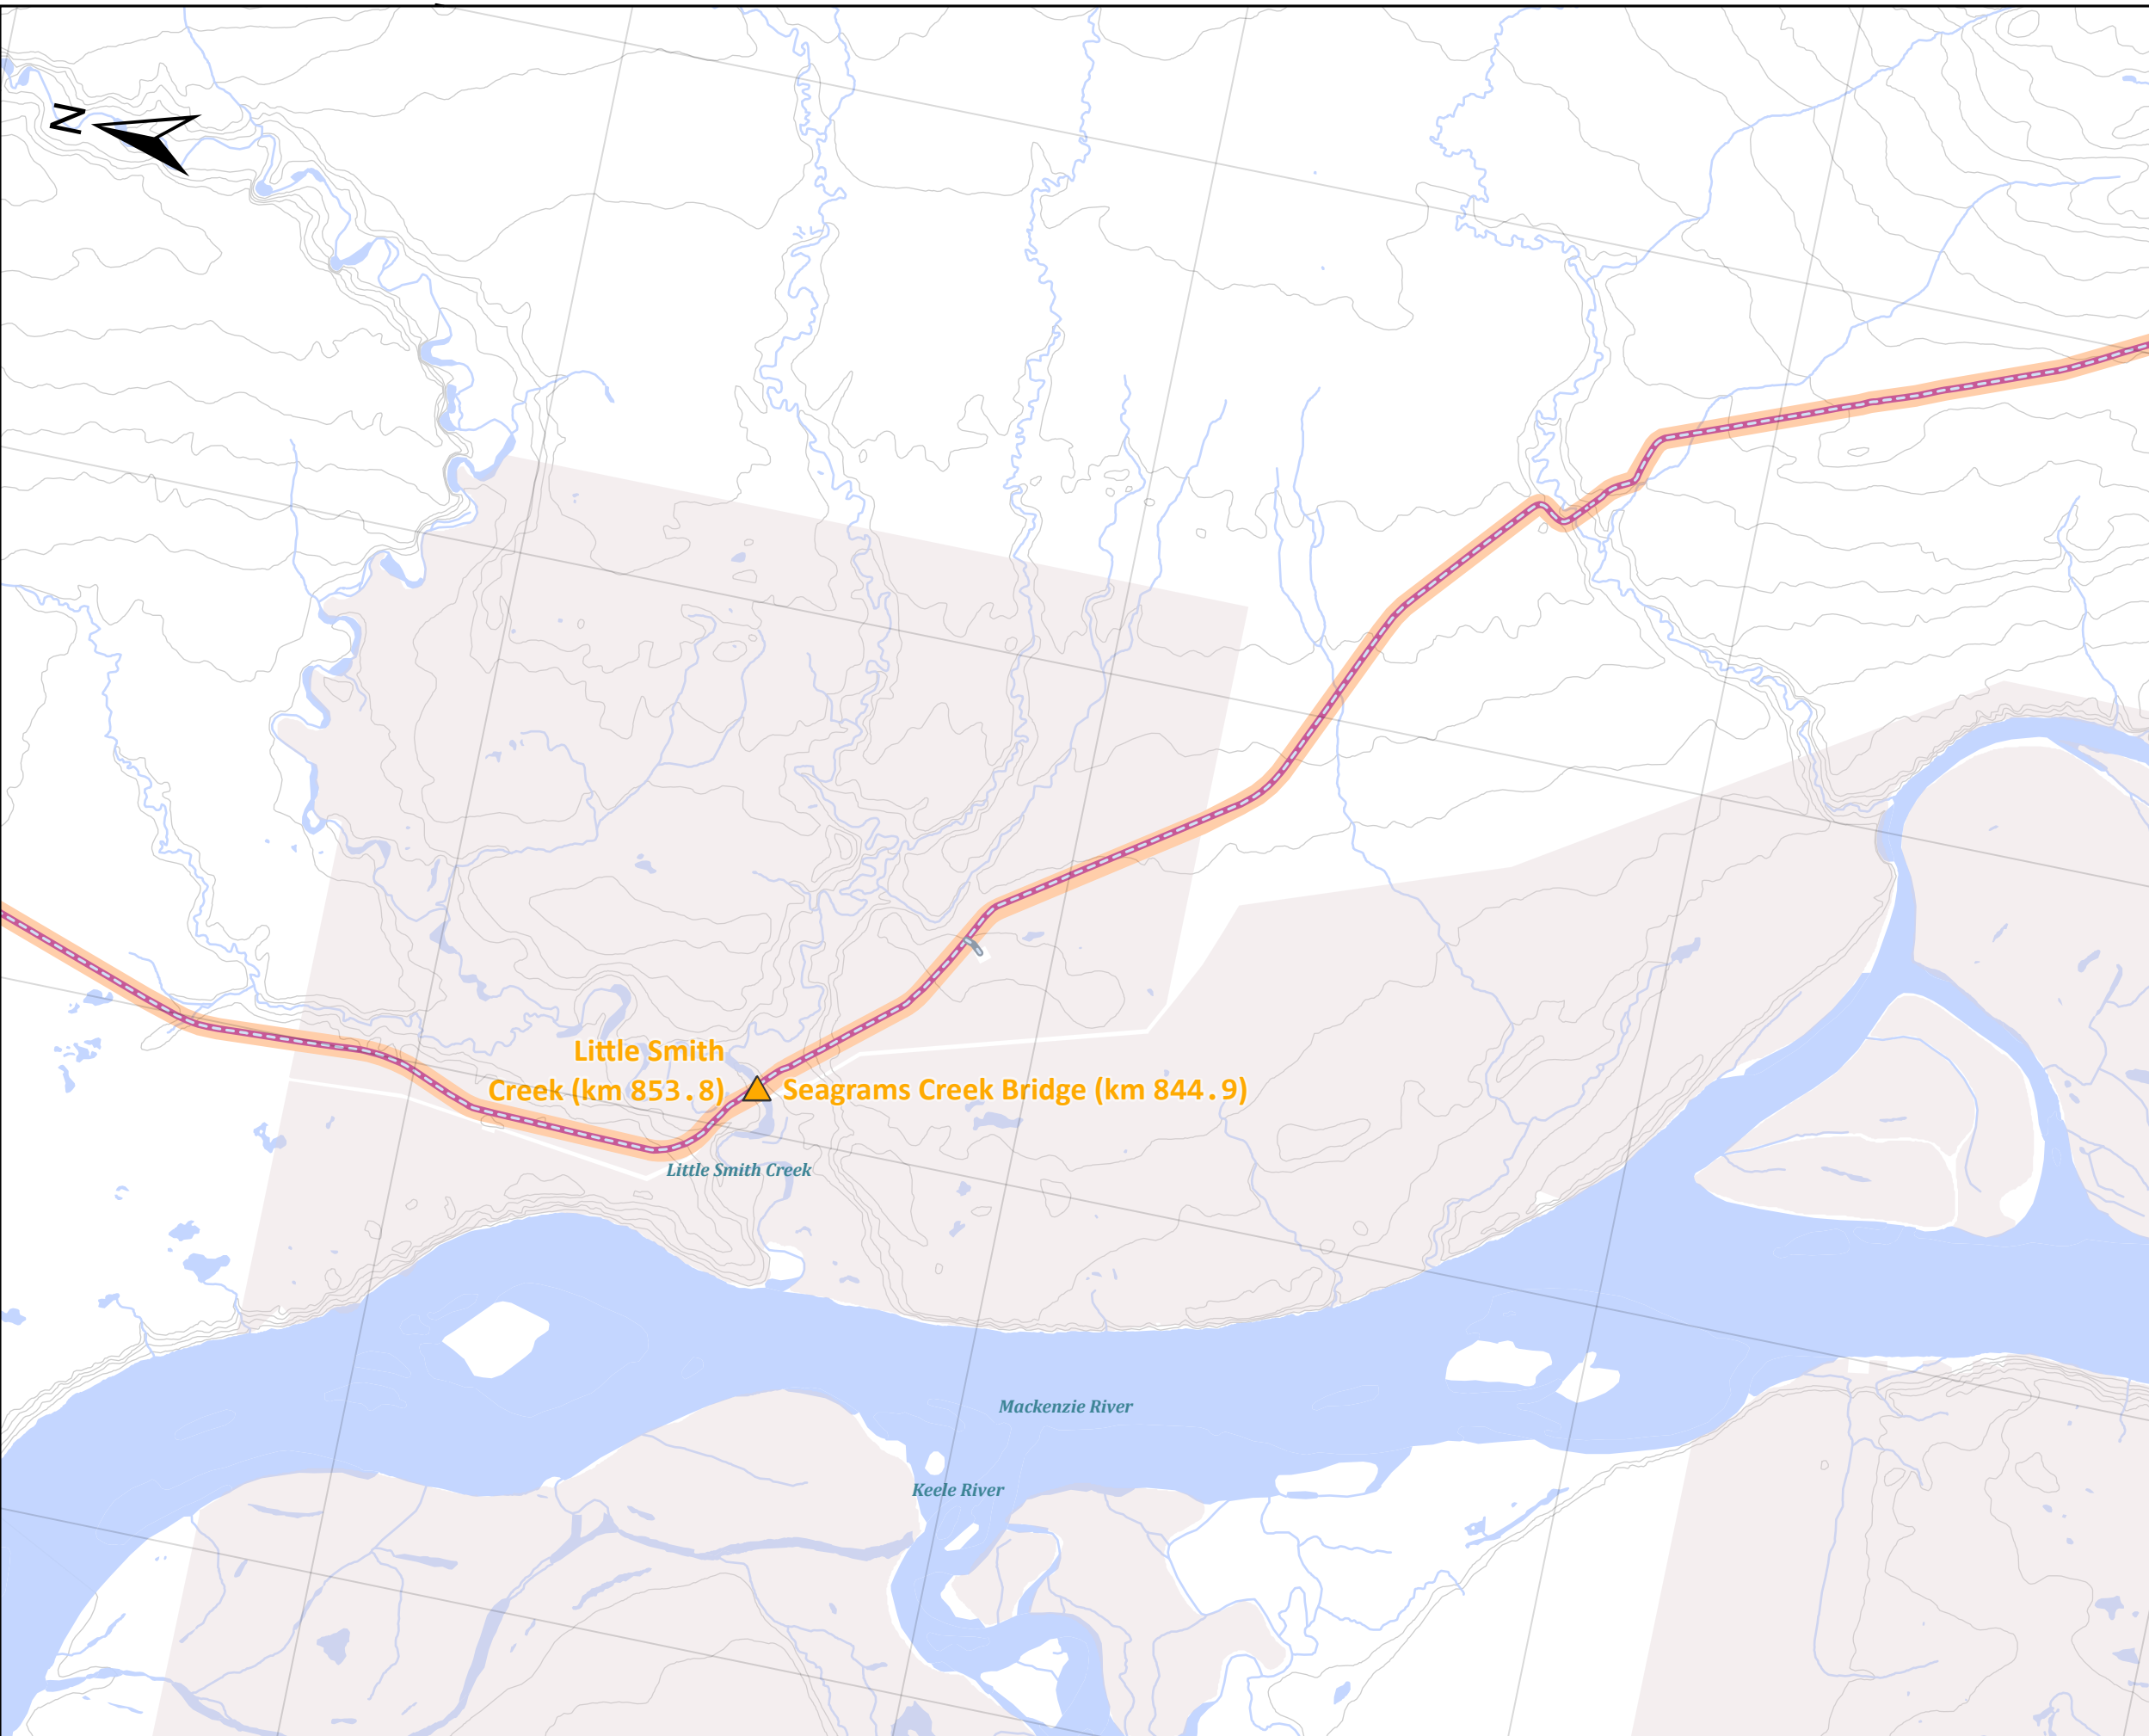 N
Little Smith
Creek (km 853.8)
Seagrams Creek Bridge (km 844.9)
Little Smith Creek
Mackenzie River
Keele River